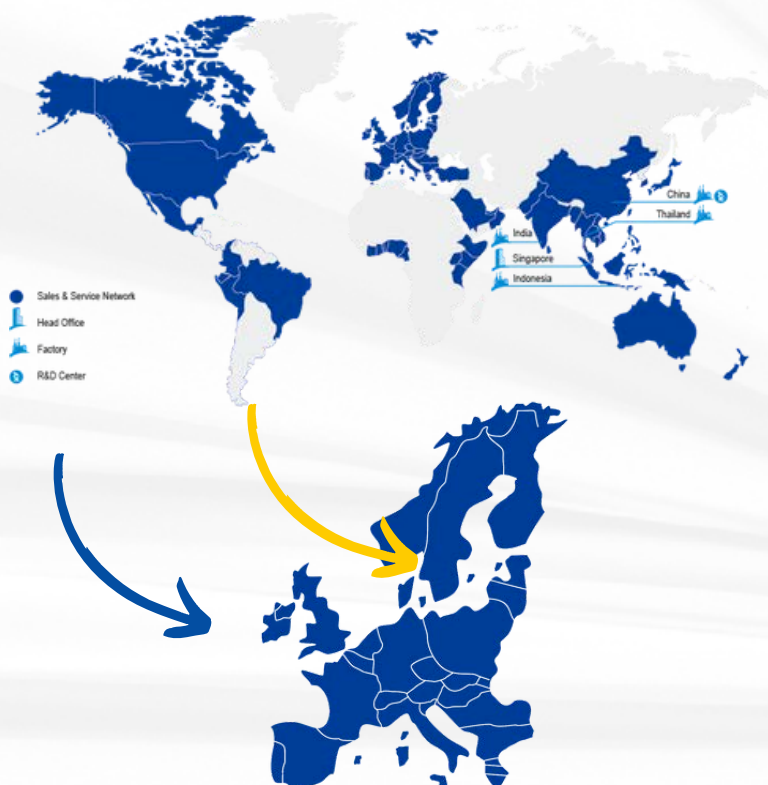 China
Thailand
India
Singapore
Indonesia
Sales & Service Network
Head Office
Factory
R&D Center